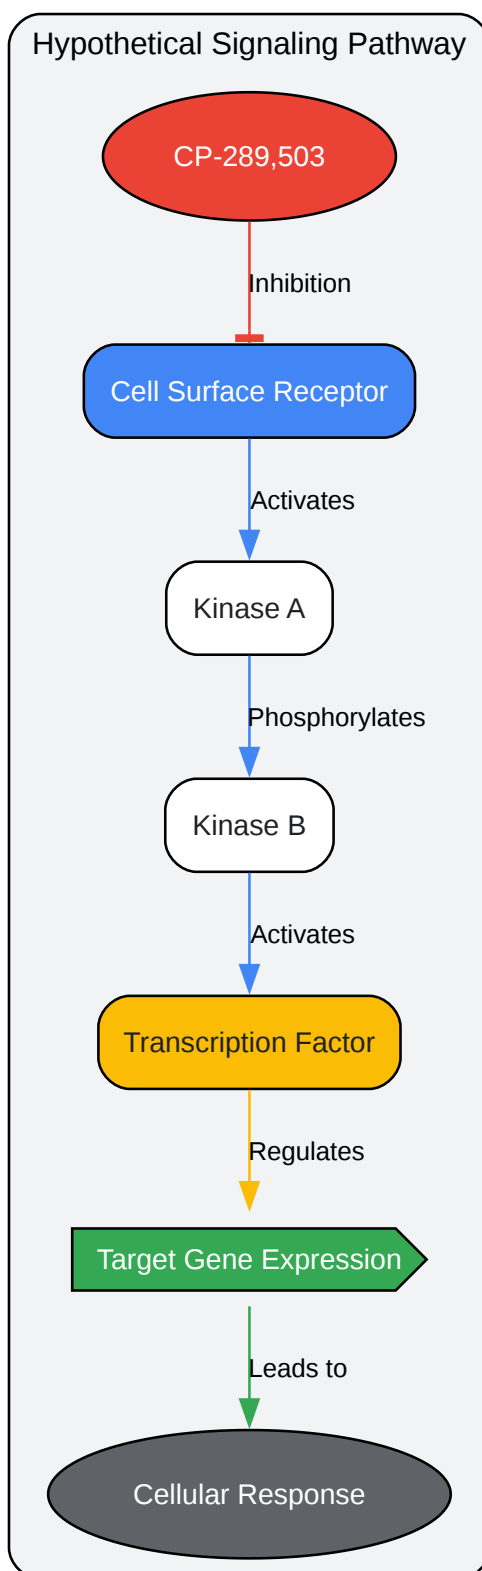 Hypothetical Signaling Pathway
CP-289,503
Inhibition
Cell Surface Receptor
Activates
Kinase A
Phosphorylates
Kinase B
Activates
Transcription Factor
Regulates
Target Gene Expression
Leads to
Cellular Response